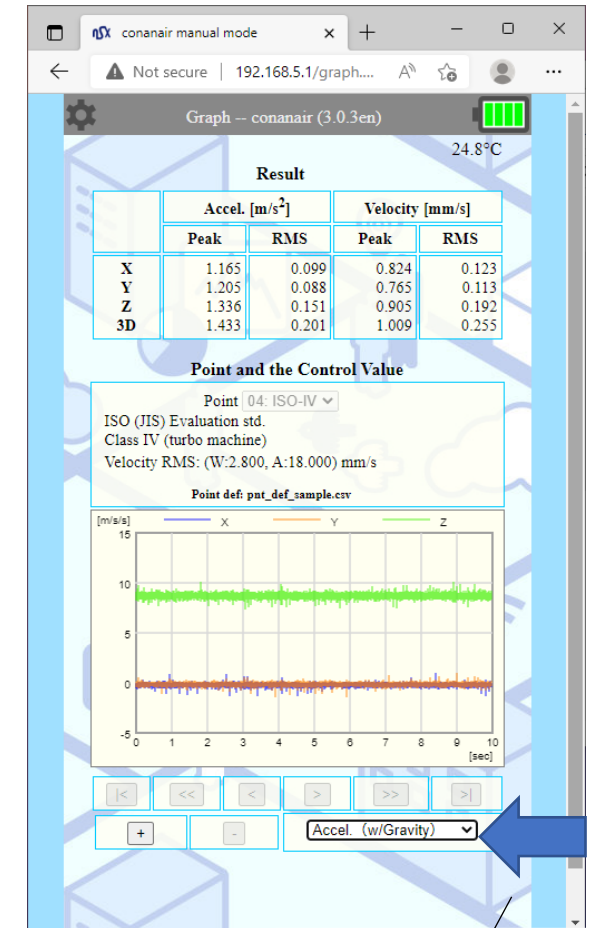 nSX conanair manual mode × +
Not secure | 192.168.5.1/graph.... A
Graph -- conanair (3.0.3en)
24.8°C
Result
Accel. [m/s²] Velocity [mm/s]
Peak RMS Peak RMS
X 1.165 0.099 0.824 0.123
Y 1.205 0.088 0.765 0.113
Z 1.336 0.151 0.905 0.192
3D 1.433 0.201 1.009 0.255
Point and the Control Value
Point 04: ISO-IV
ISO (JIS) Evaluation std.
Class IV (turbo machine)
Velocity RMS: (W:2.800, A:18.000) mm/s
Point def: pnt_def_sample.csv
[m/s/s] X Y Z
15
10
5
0
-5
0 1 2 3 4 5 6 7 8 9 10
[sec]
|< << < > >> >|
+ - Accel. (w/Gravity)